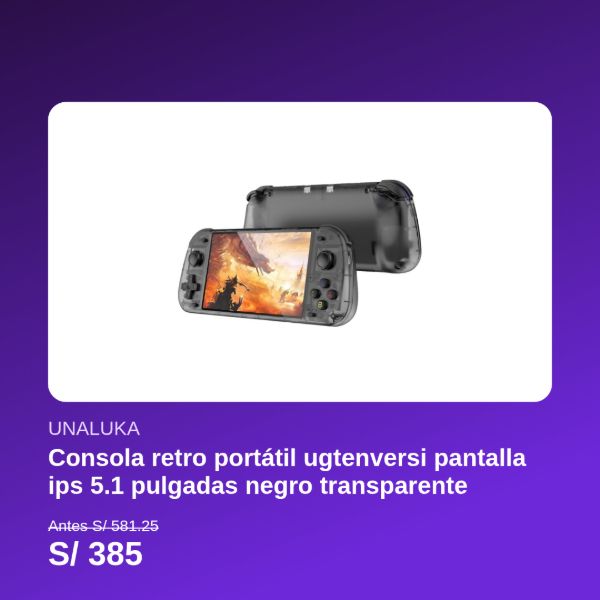 UNALUKA
Consola retro portátil ugtenversi pantalla
ips 5.1 pulgadas negro transparente
Antes S/ 581.25
S/ 385